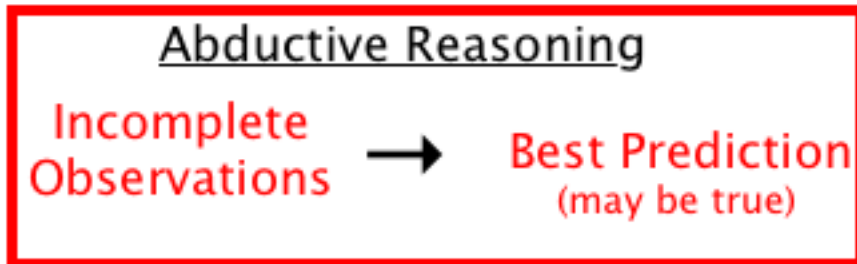 Abductive Reasoning
Incomplete
Observations
Best Prediction
(may be true)